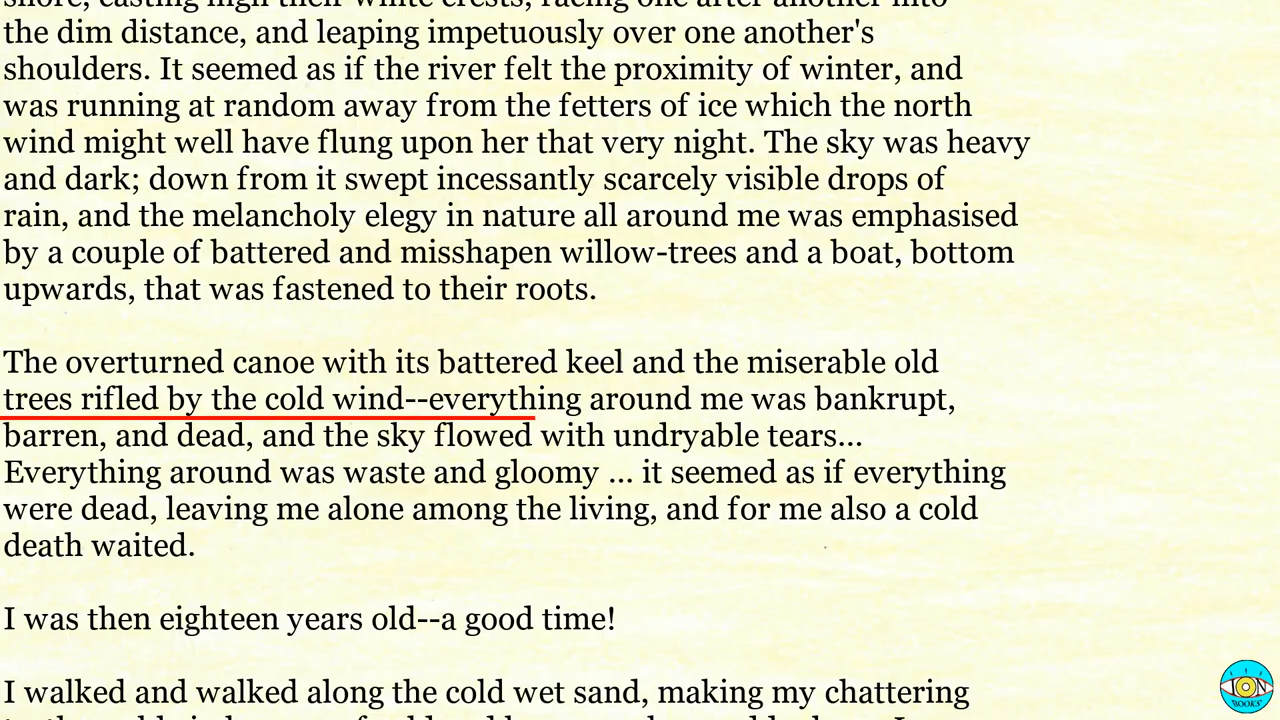 shore, casting high their white crests, racing one after another into
the dim distance, and leaping impetuously over one another's
shoulders. It seemed as if the river felt the proximity of winter, and
was running at random away from the fetters of ice which the north
wind might well have flung upon her that very night. The sky was heavy
and dark; down from it swept incessantly scarcely visible drops of
rain, and the melancholy elegy in nature all around me was emphasised
by a couple of battered and misshapen willow-trees and a boat, bottom
upwards, that was fastened to their roots.
The overturned canoe with its battered keel and the miserable old
trees rifled by the cold wind--everything around me was bankrupt,
barren, and dead, and the sky flowed with undryable tears...
Everything around was waste and gloomy ... it seemed as if everything
were dead, leaving me alone among the living, and for me also a cold
death waited.
I was then eighteen years old--a good time!
I walked and walked along the cold wet sand, making my chattering
ION
BOOKS